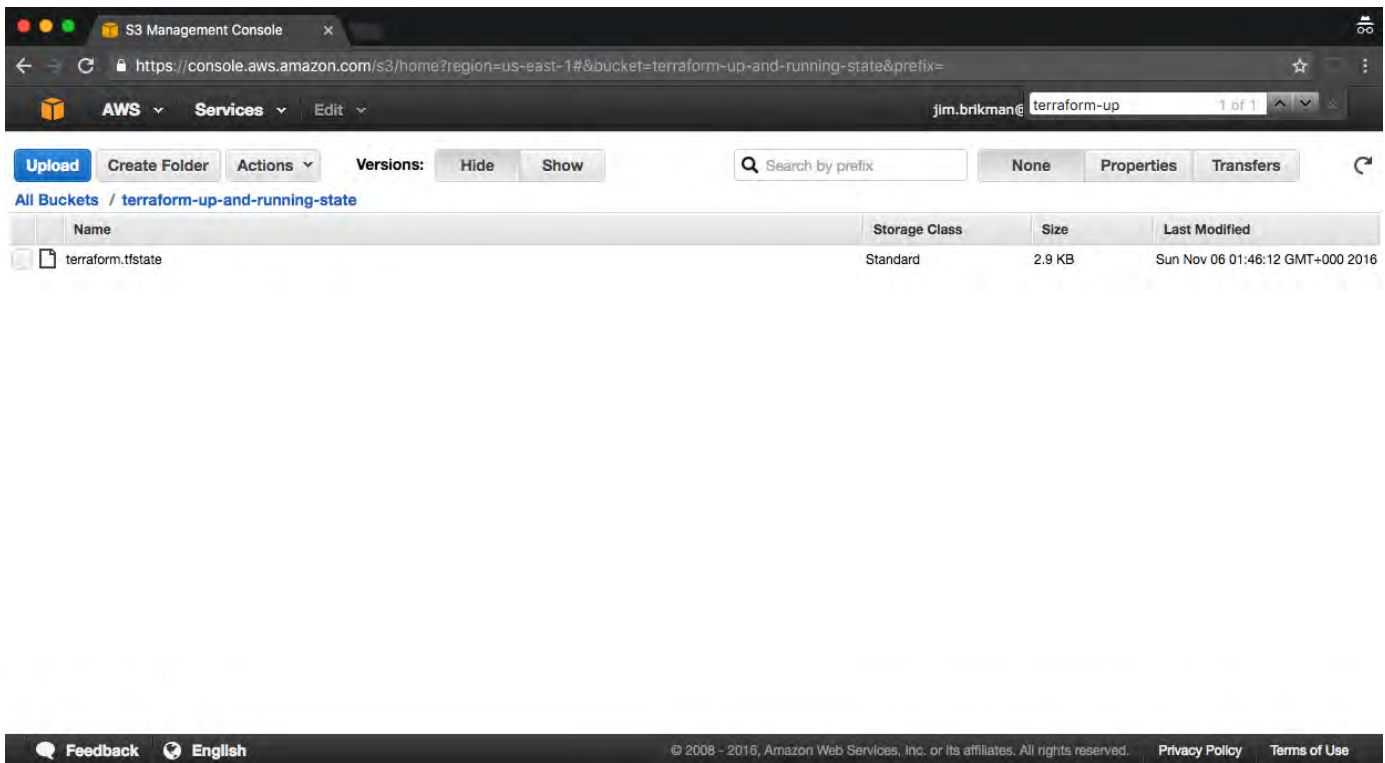 S3 Management Console
https://console.aws.amazon.com/s3/home?region=us-east-1#&bucket=terraform-up-and-running-state&prefix=
AWS Services Edit jim.brikman@ terraform-up 1 of 1
Upload Create Folder Actions Versions: Hide Show Search by prefix None Properties Transfers
All Buckets / terraform-up-and-running-state
Name Storage Class Size Last Modified
terraform.tfstate Standard 2.9 KB Sun Nov 06 01:46:12 GMT+000 2016
Feedback English © 2008 - 2016, Amazon Web Services, Inc. or its affiliates. All rights reserved. Privacy Policy Terms of Use